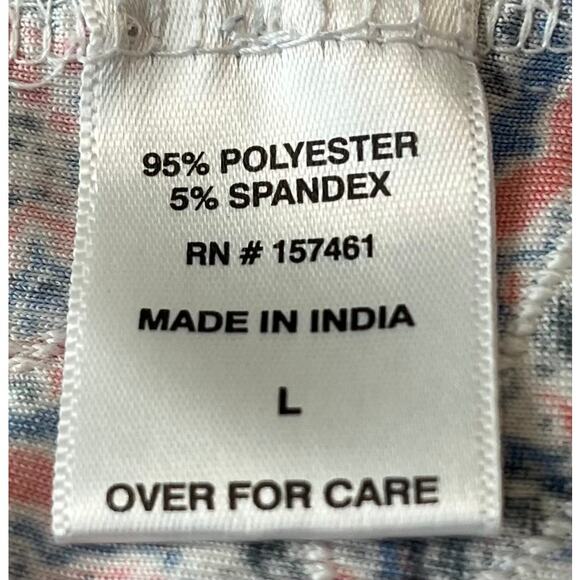 95% POLYESTER
5% SPANDEX
RN # 157461
MADE IN INDIA
L
OVER FOR CARE